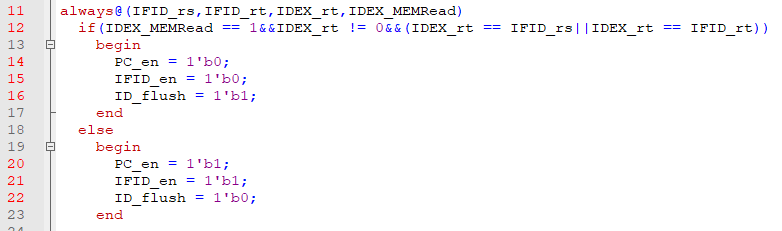 11 always@(IFID_rs,IFID_rt,IDEX_rt,IDEX_MEMRead)
12 if(IDEX_MEMRead == 1&&IDEX_rt != 0&&(IDEX_rt == IFID_rs||IDEX_rt == IFID_rt))
13 begin
14 PC_en = 1'b0;
15 IFID_en = 1'b0;
16 ID_flush = 1'b1;
17 end
18 else
19 begin
20 PC_en = 1'b1;
21 IFID_en = 1'b1;
22 ID_flush = 1'b0;
23 end